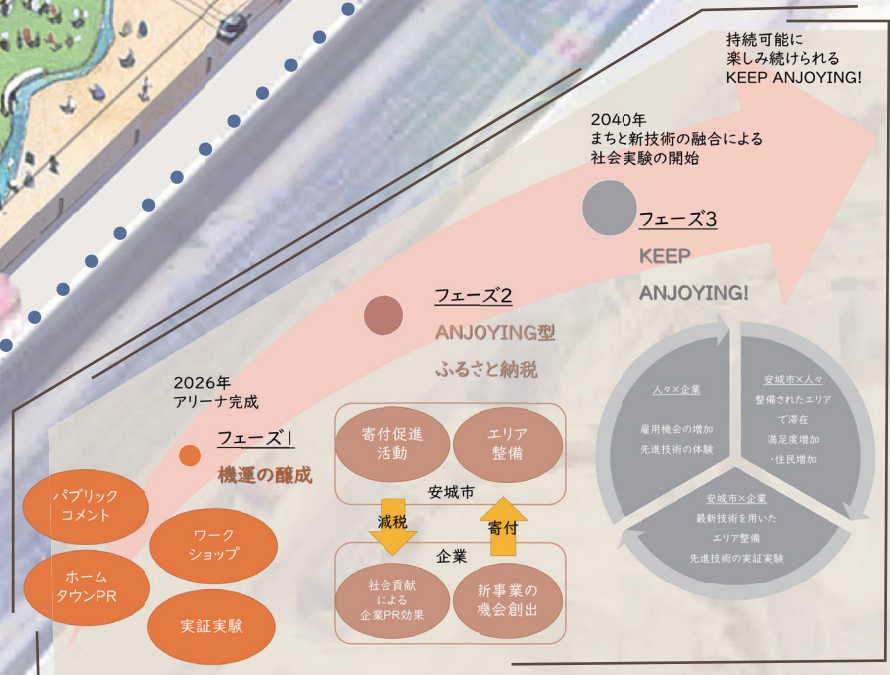 持続可能に
楽しみ続けられる
KEEP ANJOYING!
2040年
まちと新技術の融合による
社会実験の開始
フェーズ3
KEEP
ANJOYING!
フェーズ2
ANJOYING型
ふるさと納税
2026年
アリーナ完成
フェーズ1
機運の醸成
パブリック
コメント
ワーク
ショップ
ホーム
タウンPR
実証実験
寄付促進
活動
エリア
整備
安城市
減税
寄付
企業
社会貢献
による
企業PR効果
新事業の
機会創出
人々×企業
雇用機会の増加
先進技術の体験
安城市×人々
整備されたエリア
で滞在
満足度増加
・住民増加
安城市×企業
最新技術を用いた
エリア整備
先進技術の実証実験